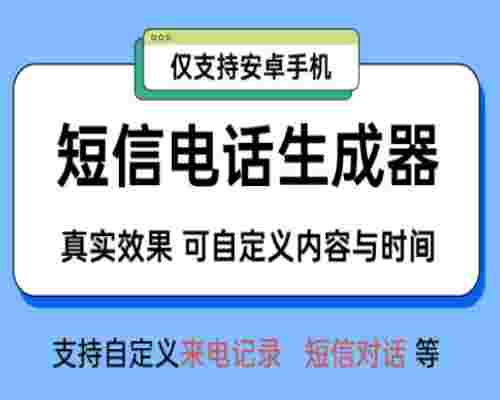 仅支持安卓手机
短信电话生成器
真实效果 可自定义内容与时间
支持自定义来电记录 短信对话 等